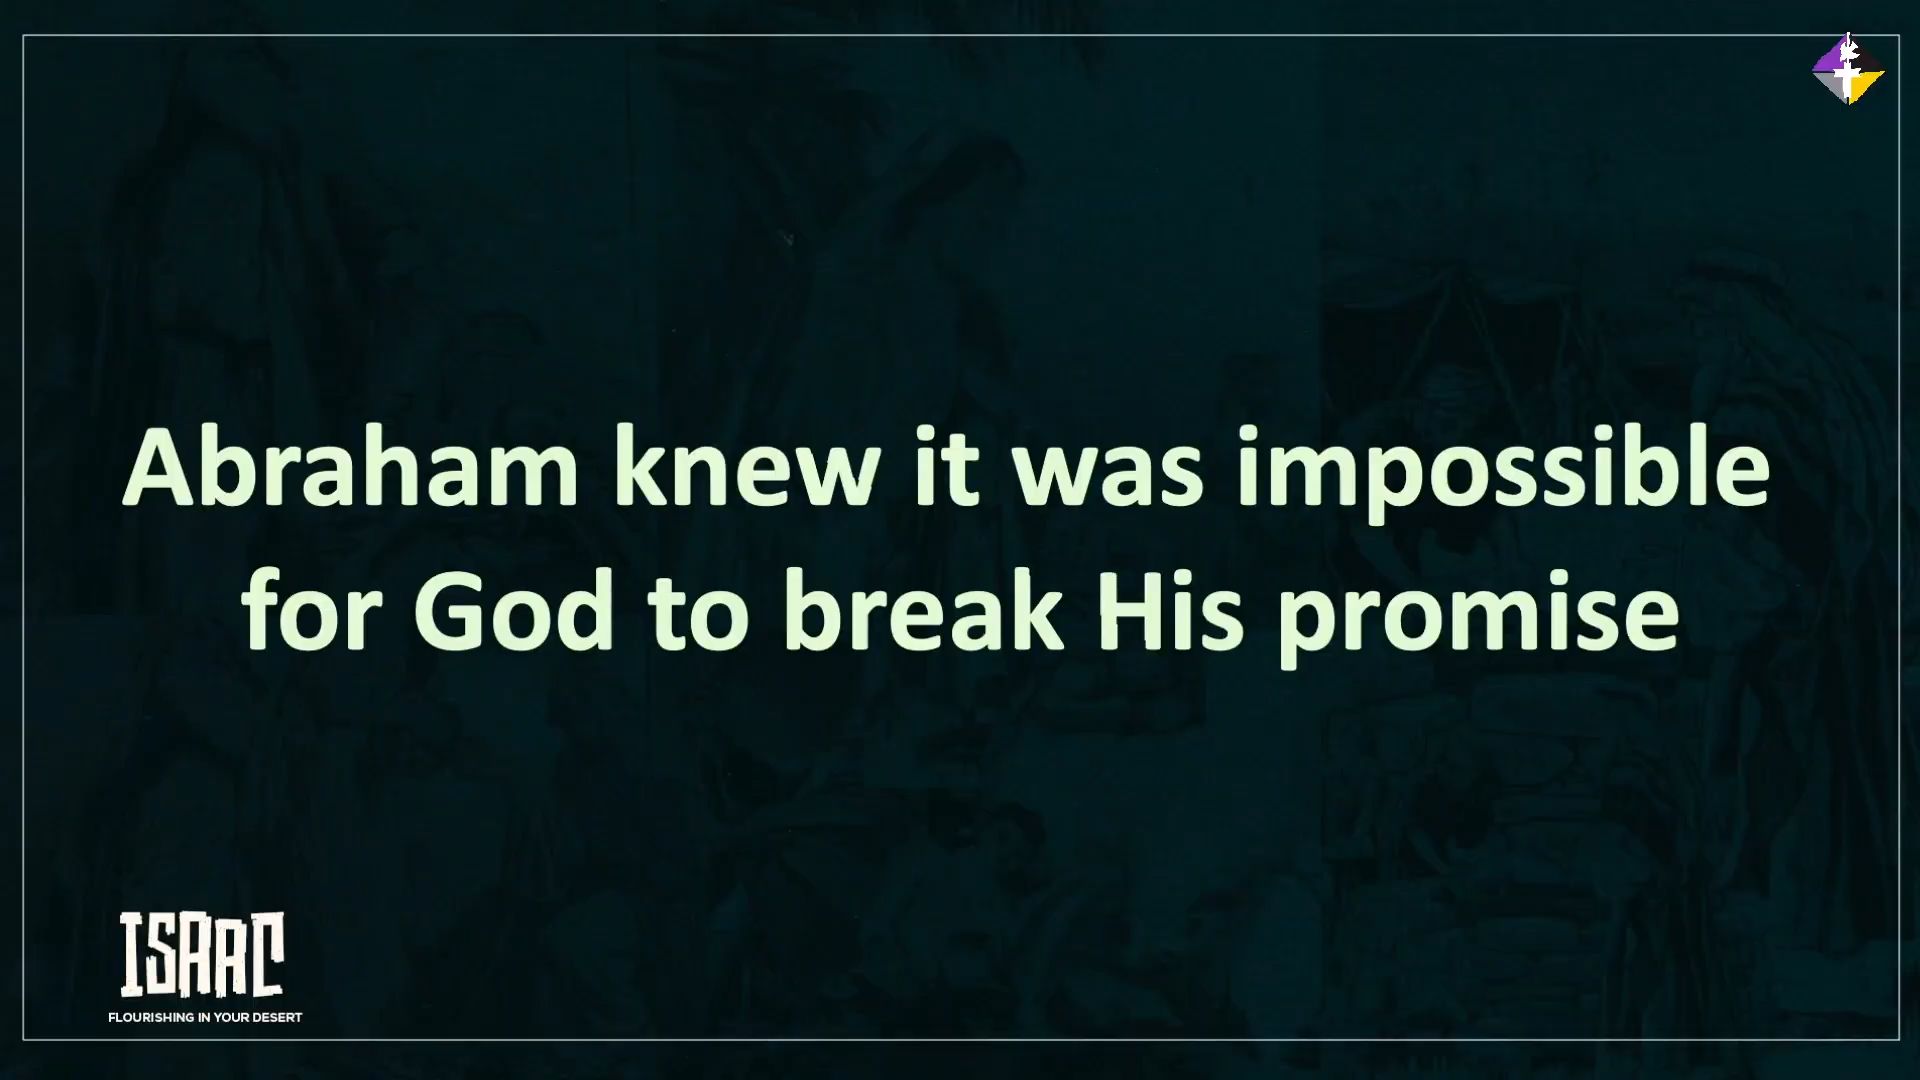 Abraham knew it was impossible
for God to break His promise
ISAAC
FLOURISHING IN YOUR DESERT